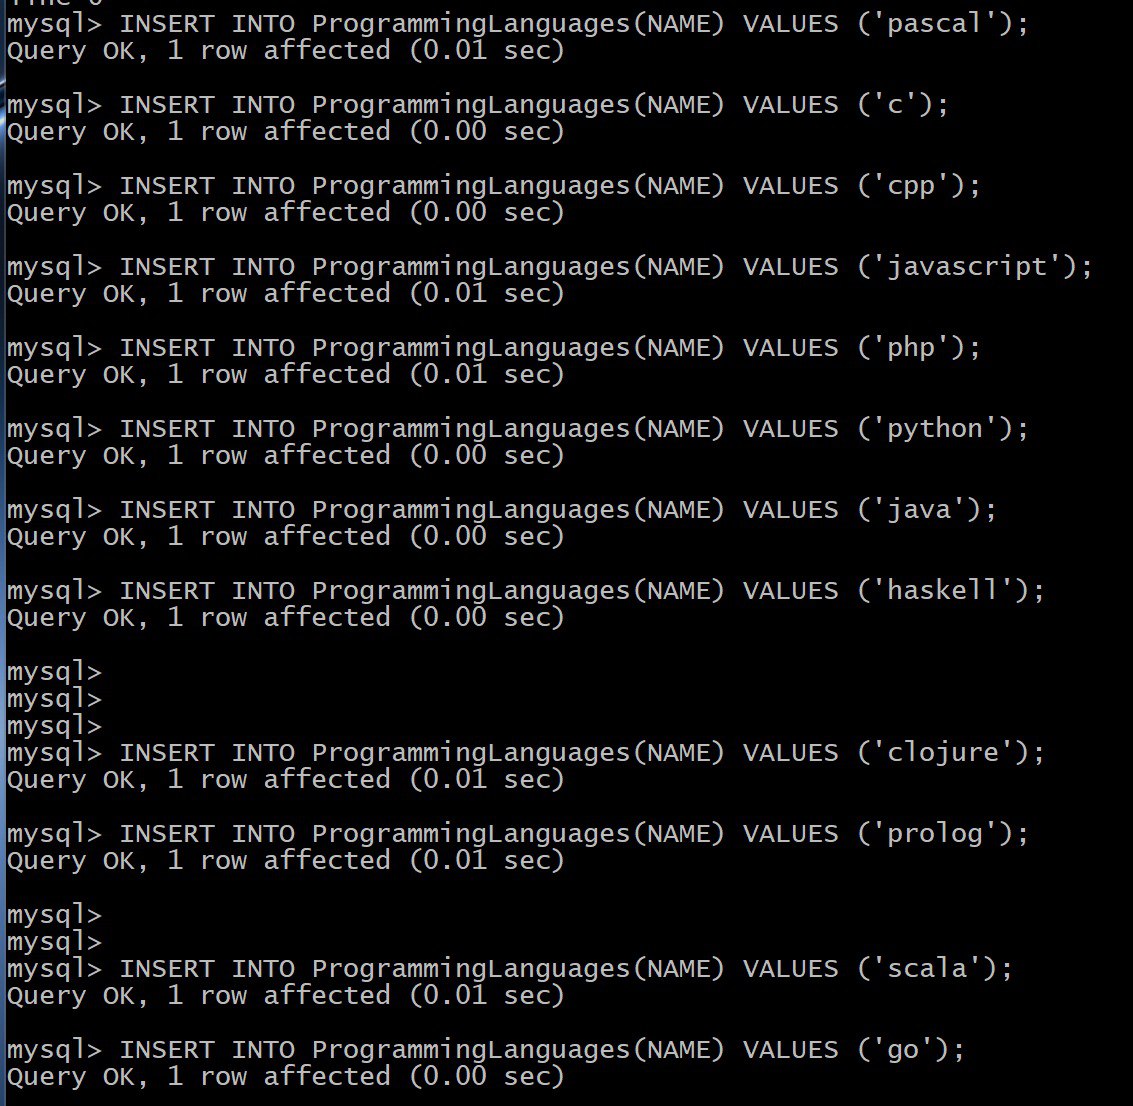 mysql> INSERT INTO ProgrammingLanguages(NAME) VALUES ('pascal');
Query OK, 1 row affected (0.01 sec)
mysql> INSERT INTO ProgrammingLanguages(NAME) VALUES ('c');
Query OK, 1 row affected (0.00 sec)
mysql> INSERT INTO ProgrammingLanguages(NAME) VALUES ('cpp');
Query OK, 1 row affected (0.00 sec)
mysql> INSERT INTO ProgrammingLanguages(NAME) VALUES ('javascript');
Query OK, 1 row affected (0.01 sec)
mysql> INSERT INTO ProgrammingLanguages(NAME) VALUES ('php');
Query OK, 1 row affected (0.01 sec)
mysql> INSERT INTO ProgrammingLanguages(NAME) VALUES ('python');
Query OK, 1 row affected (0.00 sec)
mysql> INSERT INTO ProgrammingLanguages(NAME) VALUES ('java');
Query OK, 1 row affected (0.00 sec)
mysql> INSERT INTO ProgrammingLanguages(NAME) VALUES ('haskell');
Query OK, 1 row affected (0.00 sec)
mysql>
mysql>
mysql>
mysql> INSERT INTO ProgrammingLanguages(NAME) VALUES ('clojure');
Query OK, 1 row affected (0.01 sec)
mysql> INSERT INTO ProgrammingLanguages(NAME) VALUES ('prolog');
Query OK, 1 row affected (0.01 sec)
mysql>
mysql>
mysql> INSERT INTO ProgrammingLanguages(NAME) VALUES ('scala');
Query OK, 1 row affected (0.01 sec)
mysql> INSERT INTO ProgrammingLanguages(NAME) VALUES ('go');
Query OK, 1 row affected (0.00 sec)